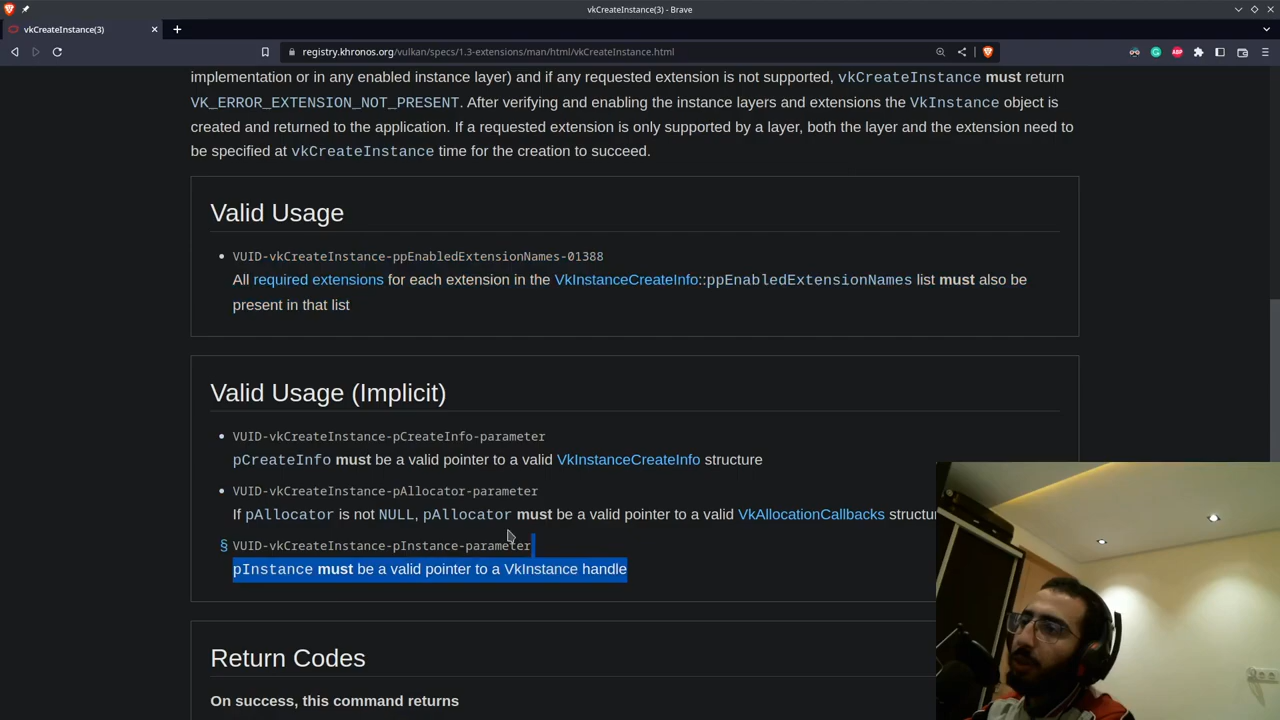 vkCreateInstance(3) - Brave
vkCreateInstance(3)
registry.khronos.org/vulkan/specs/1.3-extensions/man/html/vkCreateInstance.html
ABP
implementation or in any enabled instance layer) and if any requested extension is not supported, vkCreateInstance must return
VK_ERROR_EXTENSION_NOT_PRESENT. After verifying and enabling the instance layers and extensions the VkInstance object is
created and returned to the application. If a requested extension is only supported by a layer, both the layer and the extension need to
be specified at vkCreateInstance time for the creation to succeed.
Valid Usage
• VUID-vkCreateInstance-ppEnabledExtensionNames-01388
All required extensions for each extension in the VkInstanceCreateInfo::ppEnabledExtensionNames list must also be
present in that list
Valid Usage (Implicit)
• VUID-vkCreateInstance-pCreateInfo-parameter
pCreateInfo must be a valid pointer to a valid VkInstanceCreateInfo structure
• VUID-vkCreateInstance-pAllocator-parameter
If pAllocator is not NULL, pAllocator must be a valid pointer to a valid VkAllocationCallbacks structur
§ VUID-vkCreateInstance-pInstance-parameter
pInstance must be a valid pointer to a VkInstance handle
Return Codes
On success, this command returns